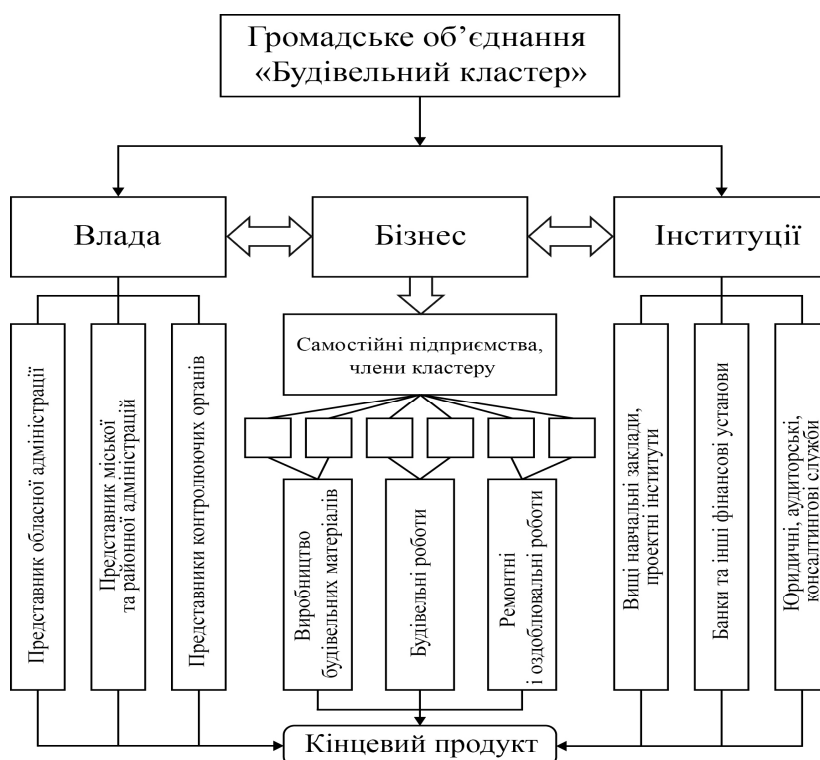 Громадське об’єднання
«Будівельний кластер»
Влада
Бізнес
Інституції
Самостійні підприємства,
члени кластеру
Представник обласної адміністрації
Представник міської
та районної адміністрацій
Представники контролюючих органів
Виробництво
будівельних матеріалів
Будівельні роботи
Ремонтні
і оздоблювальні роботи
Вищі навчальні заклади,
проектні інститути
Банки та інші фінансові установи
Юридичні, аудиторські,
консалтингові служби
Кінцевий продукт